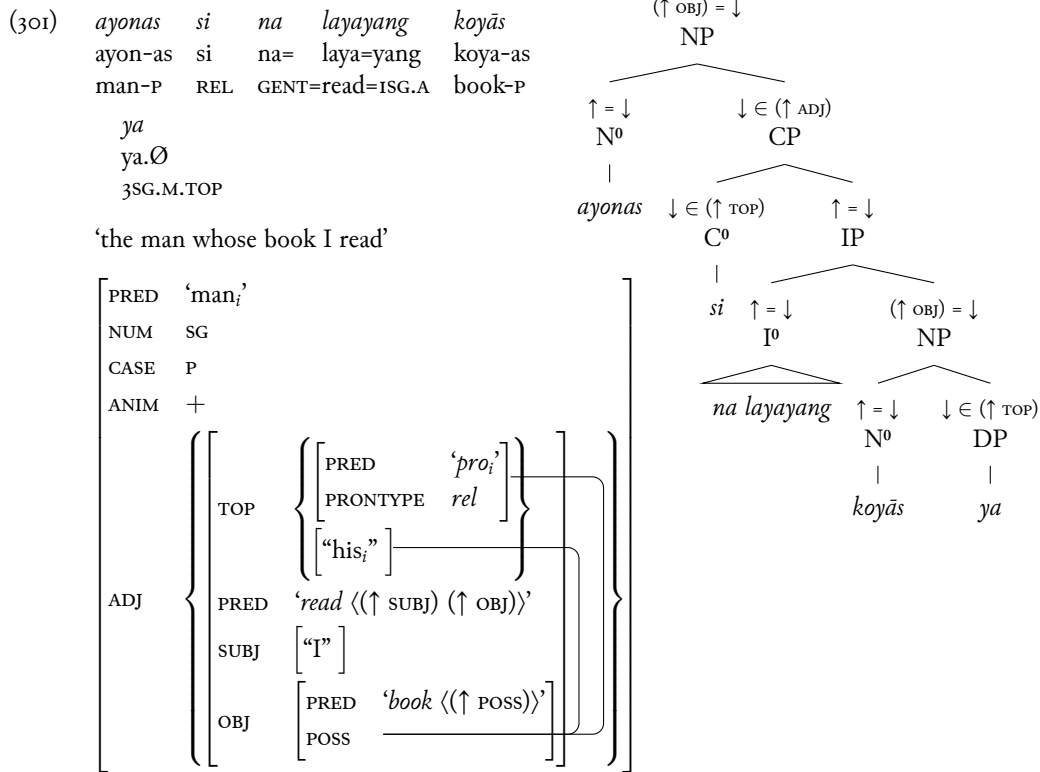 (301) ayonas si na layayang koyās
ayon-as si na= laya=yang koya-as
man-P REL GENT=read=1SG.A book-P
ya
ya.Ø
3SG.M.TOP
‘the man whose book I read’
PRED ‘manᵢ’
NUM SG
CASE P
ANIM +
ADJ
TOP
PRED ‘proᵢ’
PRONTYPE rel
“hisᵢ”
PRED ‘read ⟨(↑ SUBJ) (↑ OBJ)⟩’
SUBJ “I”
OBJ
PRED ‘book ⟨(↑ POSS)⟩’
POSS
(↑ OBJ) = ↓
NP
↑ = ↓ ↓ ∈ (↑ ADJ)
N⁰ CP
ayonas ↓ ∈ (↑ TOP) ↑ = ↓
C⁰ IP
si ↑ = ↓ (↑ OBJ) = ↓
I⁰ NP
na layayang ↑ = ↓ ↓ ∈ (↑ TOP)
N⁰ DP
koyās ya